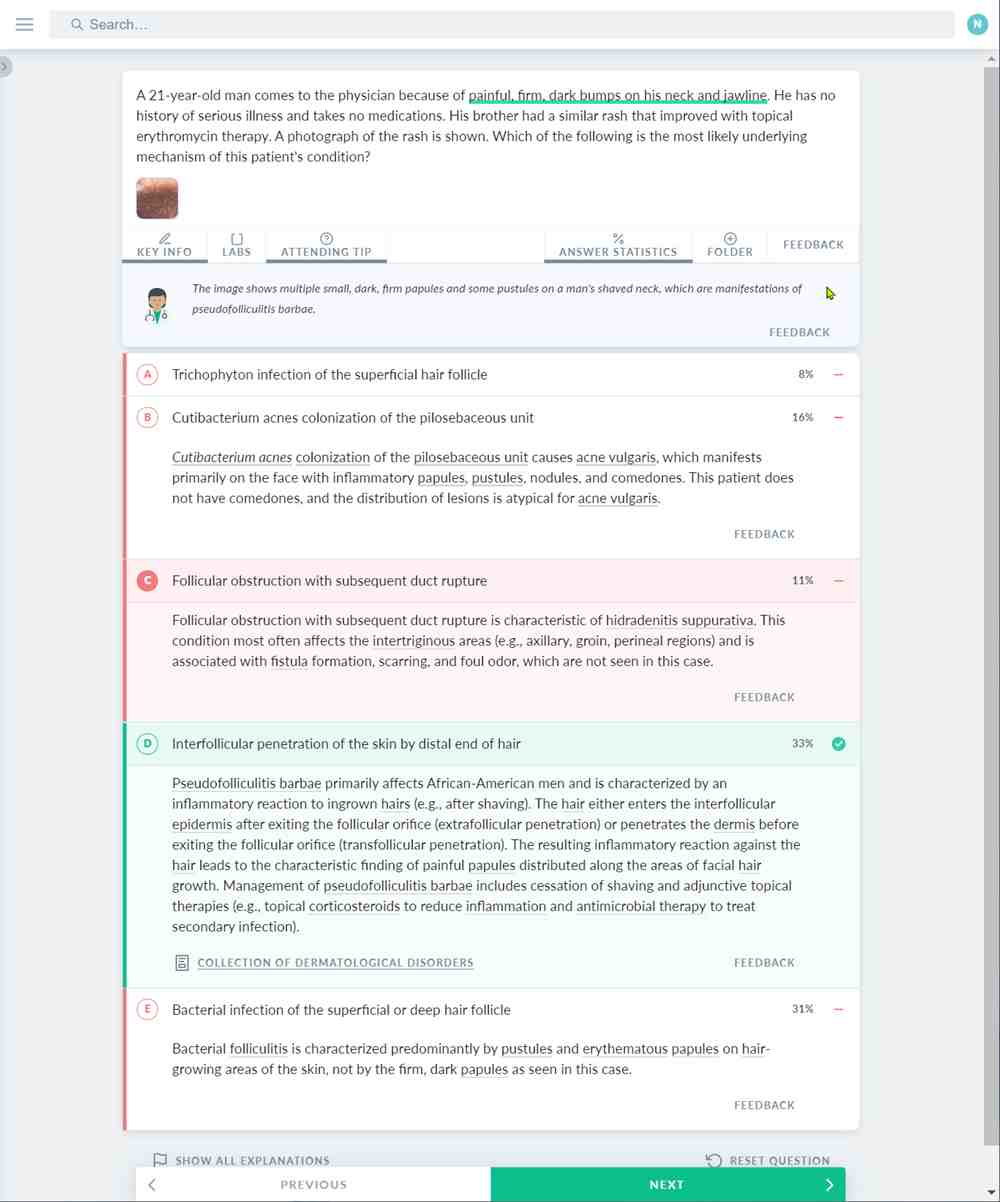 Search...
N
A 21-year-old man comes to the physician because of painful, firm, dark bumps on his neck and jawline. He has no
history of serious illness and takes no medications. His brother had a similar rash that improved with topical
erythromycin therapy. A photograph of the rash is shown. Which of the following is the most likely underlying
mechanism of this patient's condition?
KEY INFO LABS ATTENDING TIP ANSWER STATISTICS FOLDER FEEDBACK
The image shows multiple small, dark, firm papules and some pustules on a man's shaved neck, which are manifestations of
pseudofolliculitis barbae.
FEEDBACK
A Trichophyton infection of the superficial hair follicle 8%
B Cutibacterium acnes colonization of the pilosebaceous unit 16%
Cutibacterium acnes colonization of the pilosebaceous unit causes acne vulgaris, which manifests
primarily on the face with inflammatory papules, pustules, nodules, and comedones. This patient does
not have comedones, and the distribution of lesions is atypical for acne vulgaris.
FEEDBACK
C Follicular obstruction with subsequent duct rupture 11%
Follicular obstruction with subsequent duct rupture is characteristic of hidradenitis suppurativa. This
condition most often affects the intertriginous areas (e.g., axillary, groin, perineal regions) and is
associated with fistula formation, scarring, and foul odor, which are not seen in this case.
FEEDBACK
D Interfollicular penetration of the skin by distal end of hair 33%
Pseudofolliculitis barbae primarily affects African-American men and is characterized by an
inflammatory reaction to ingrown hairs (e.g., after shaving). The hair either enters the interfollicular
epidermis after exiting the follicular orifice (extrafollicular penetration) or penetrates the dermis before
exiting the follicular orifice (transfollicular penetration). The resulting inflammatory reaction against the
hair leads to the characteristic finding of painful papules distributed along the areas of facial hair
growth. Management of pseudofolliculitis barbae includes cessation of shaving and adjunctive topical
therapies (e.g., topical corticosteroids to reduce inflammation and antimicrobial therapy to treat
secondary infection).
COLLECTION OF DERMATOLOGICAL DISORDERS FEEDBACK
E Bacterial infection of the superficial or deep hair follicle 31%
Bacterial folliculitis is characterized predominantly by pustules and erythematous papules on hair-
growing areas of the skin, not by the firm, dark papules as seen in this case.
FEEDBACK
SHOW ALL EXPLANATIONS RESET QUESTION
PREVIOUS NEXT